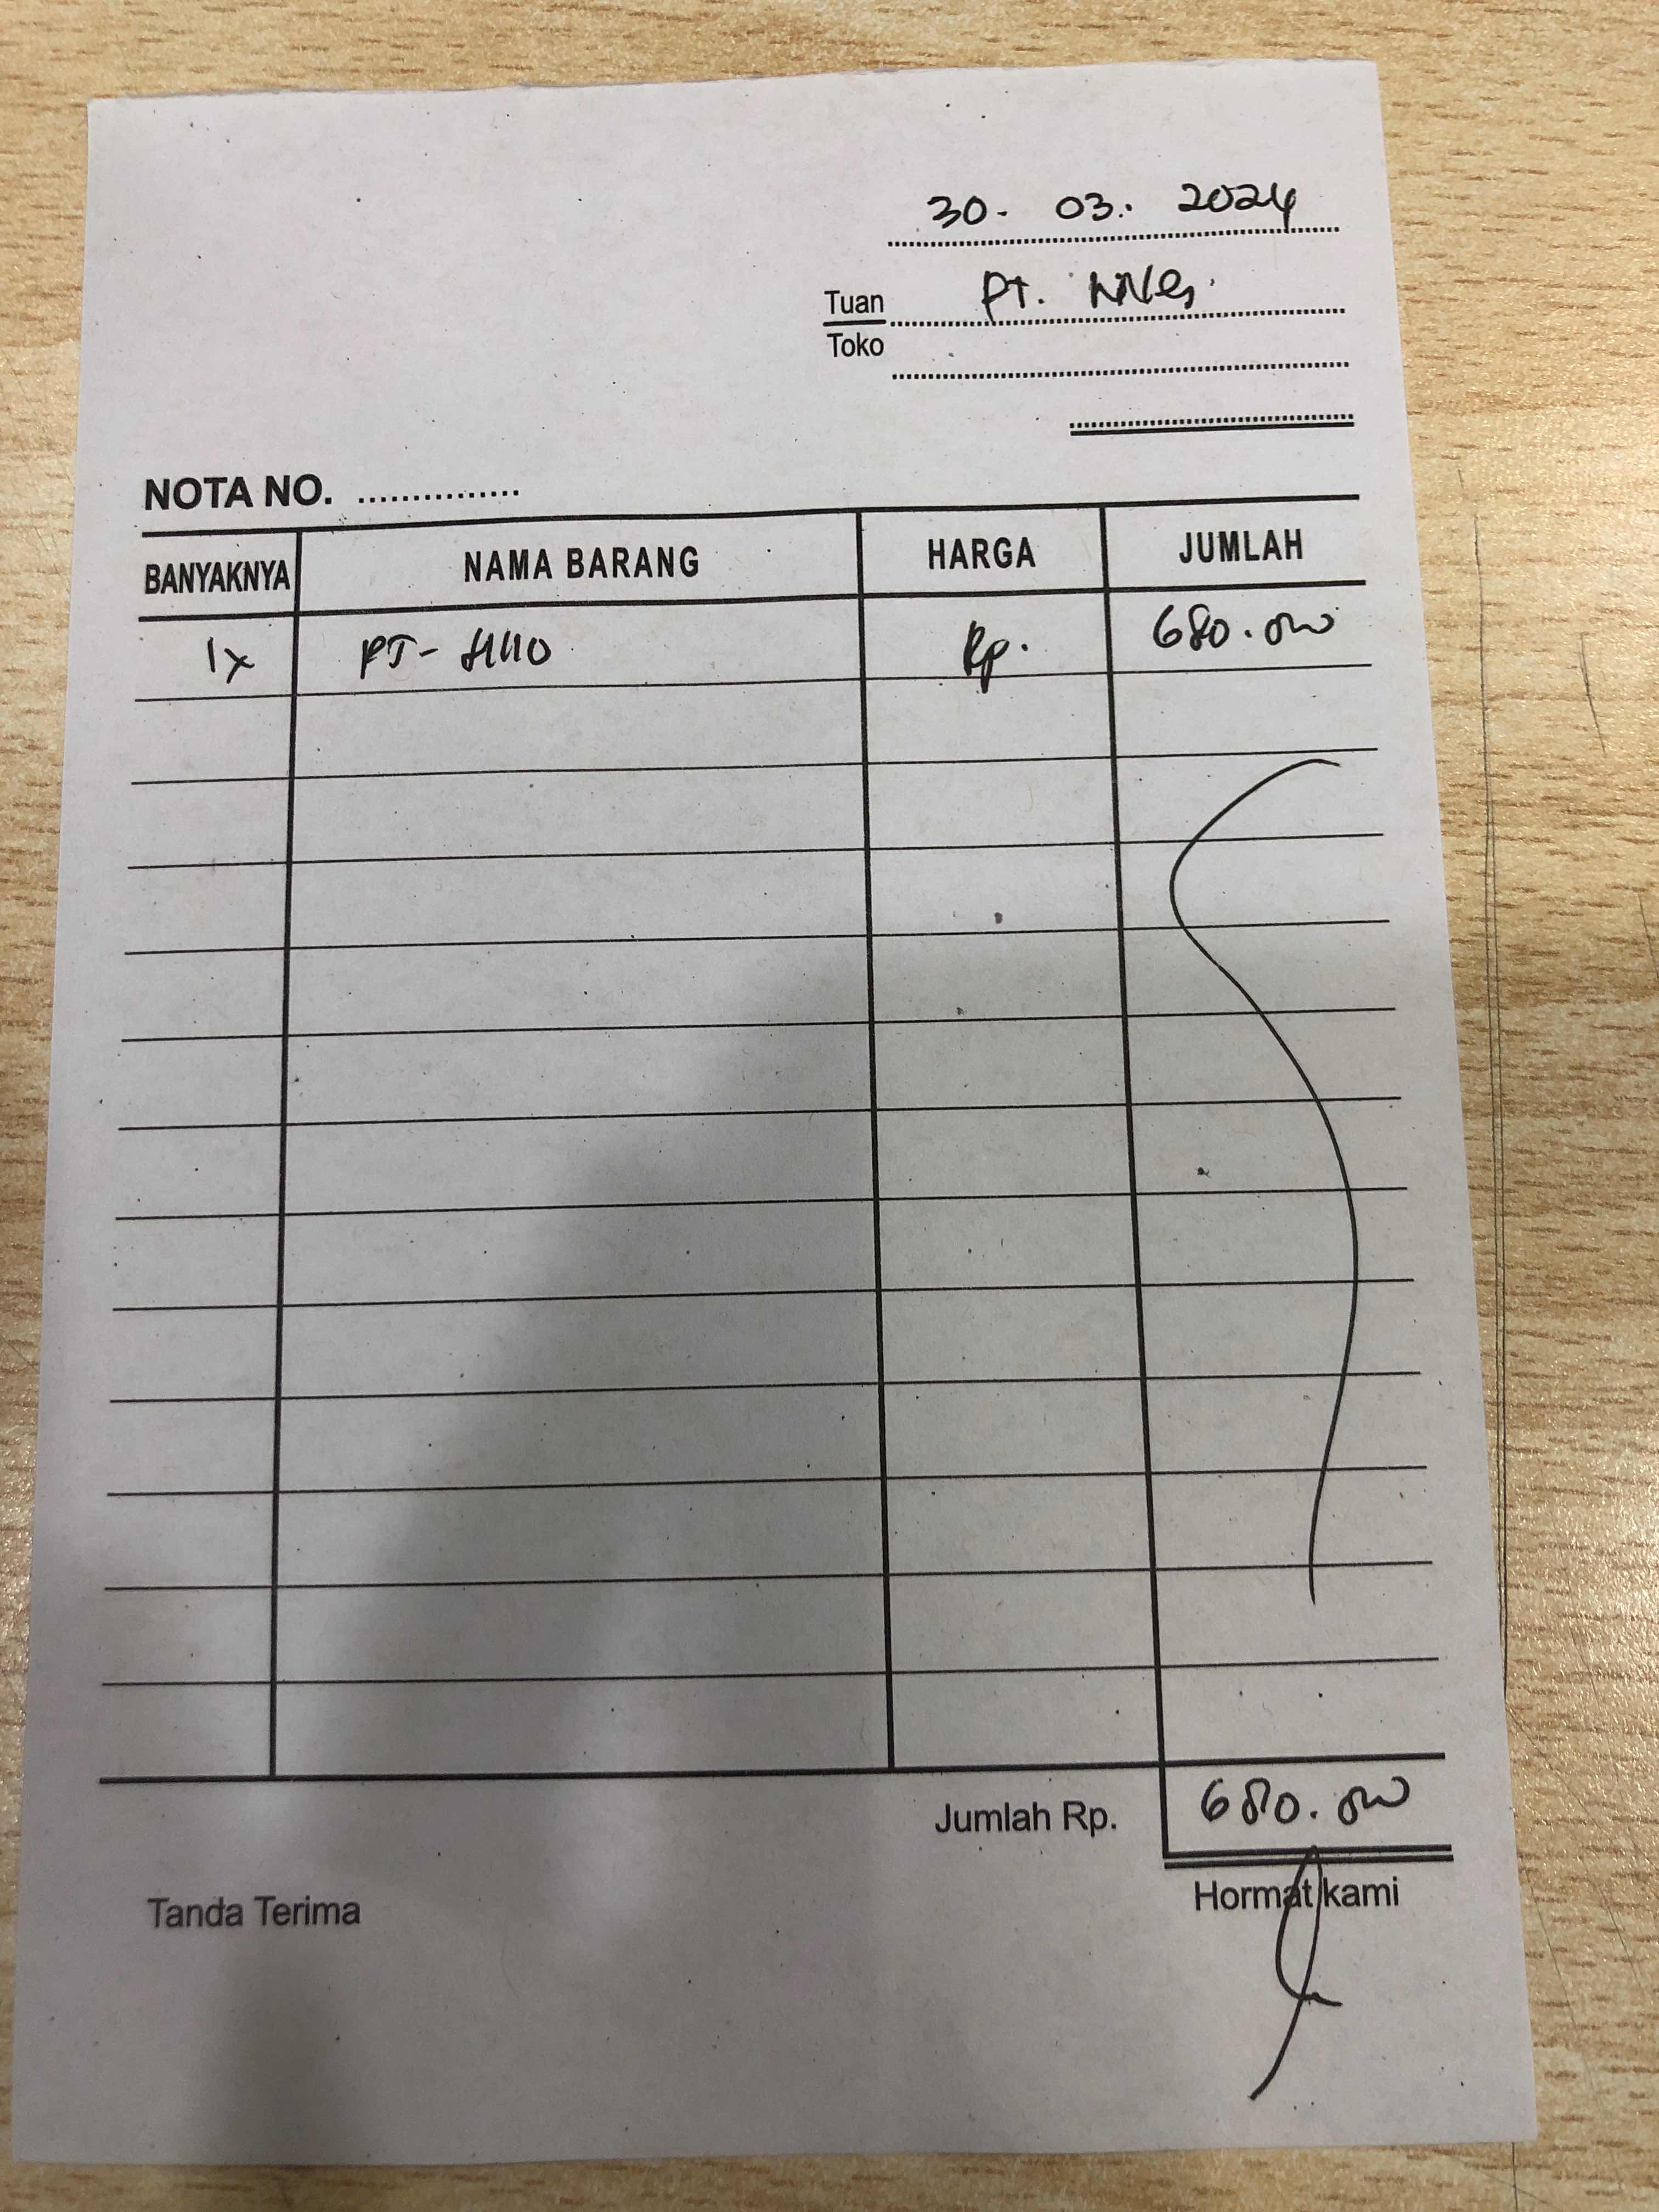 30. 03. 2024
Tuan PT.
Toko
NOTA NO. ...............
BANYAKNYA NAMA BARANG HARGA JUMLAH
1x Rp. 680.000
Jumlah Rp. 680.000
Tanda Terima Hormat kami